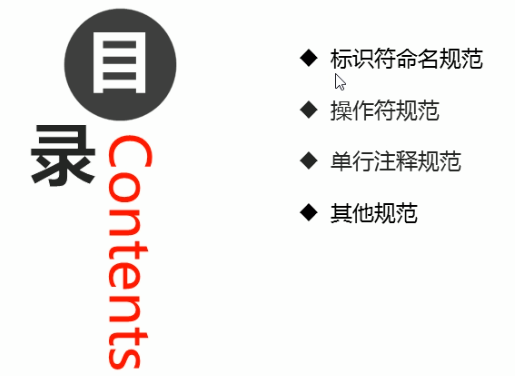 目录
Contents
标识符命名规范
操作符规范
单行注释规范
其他规范